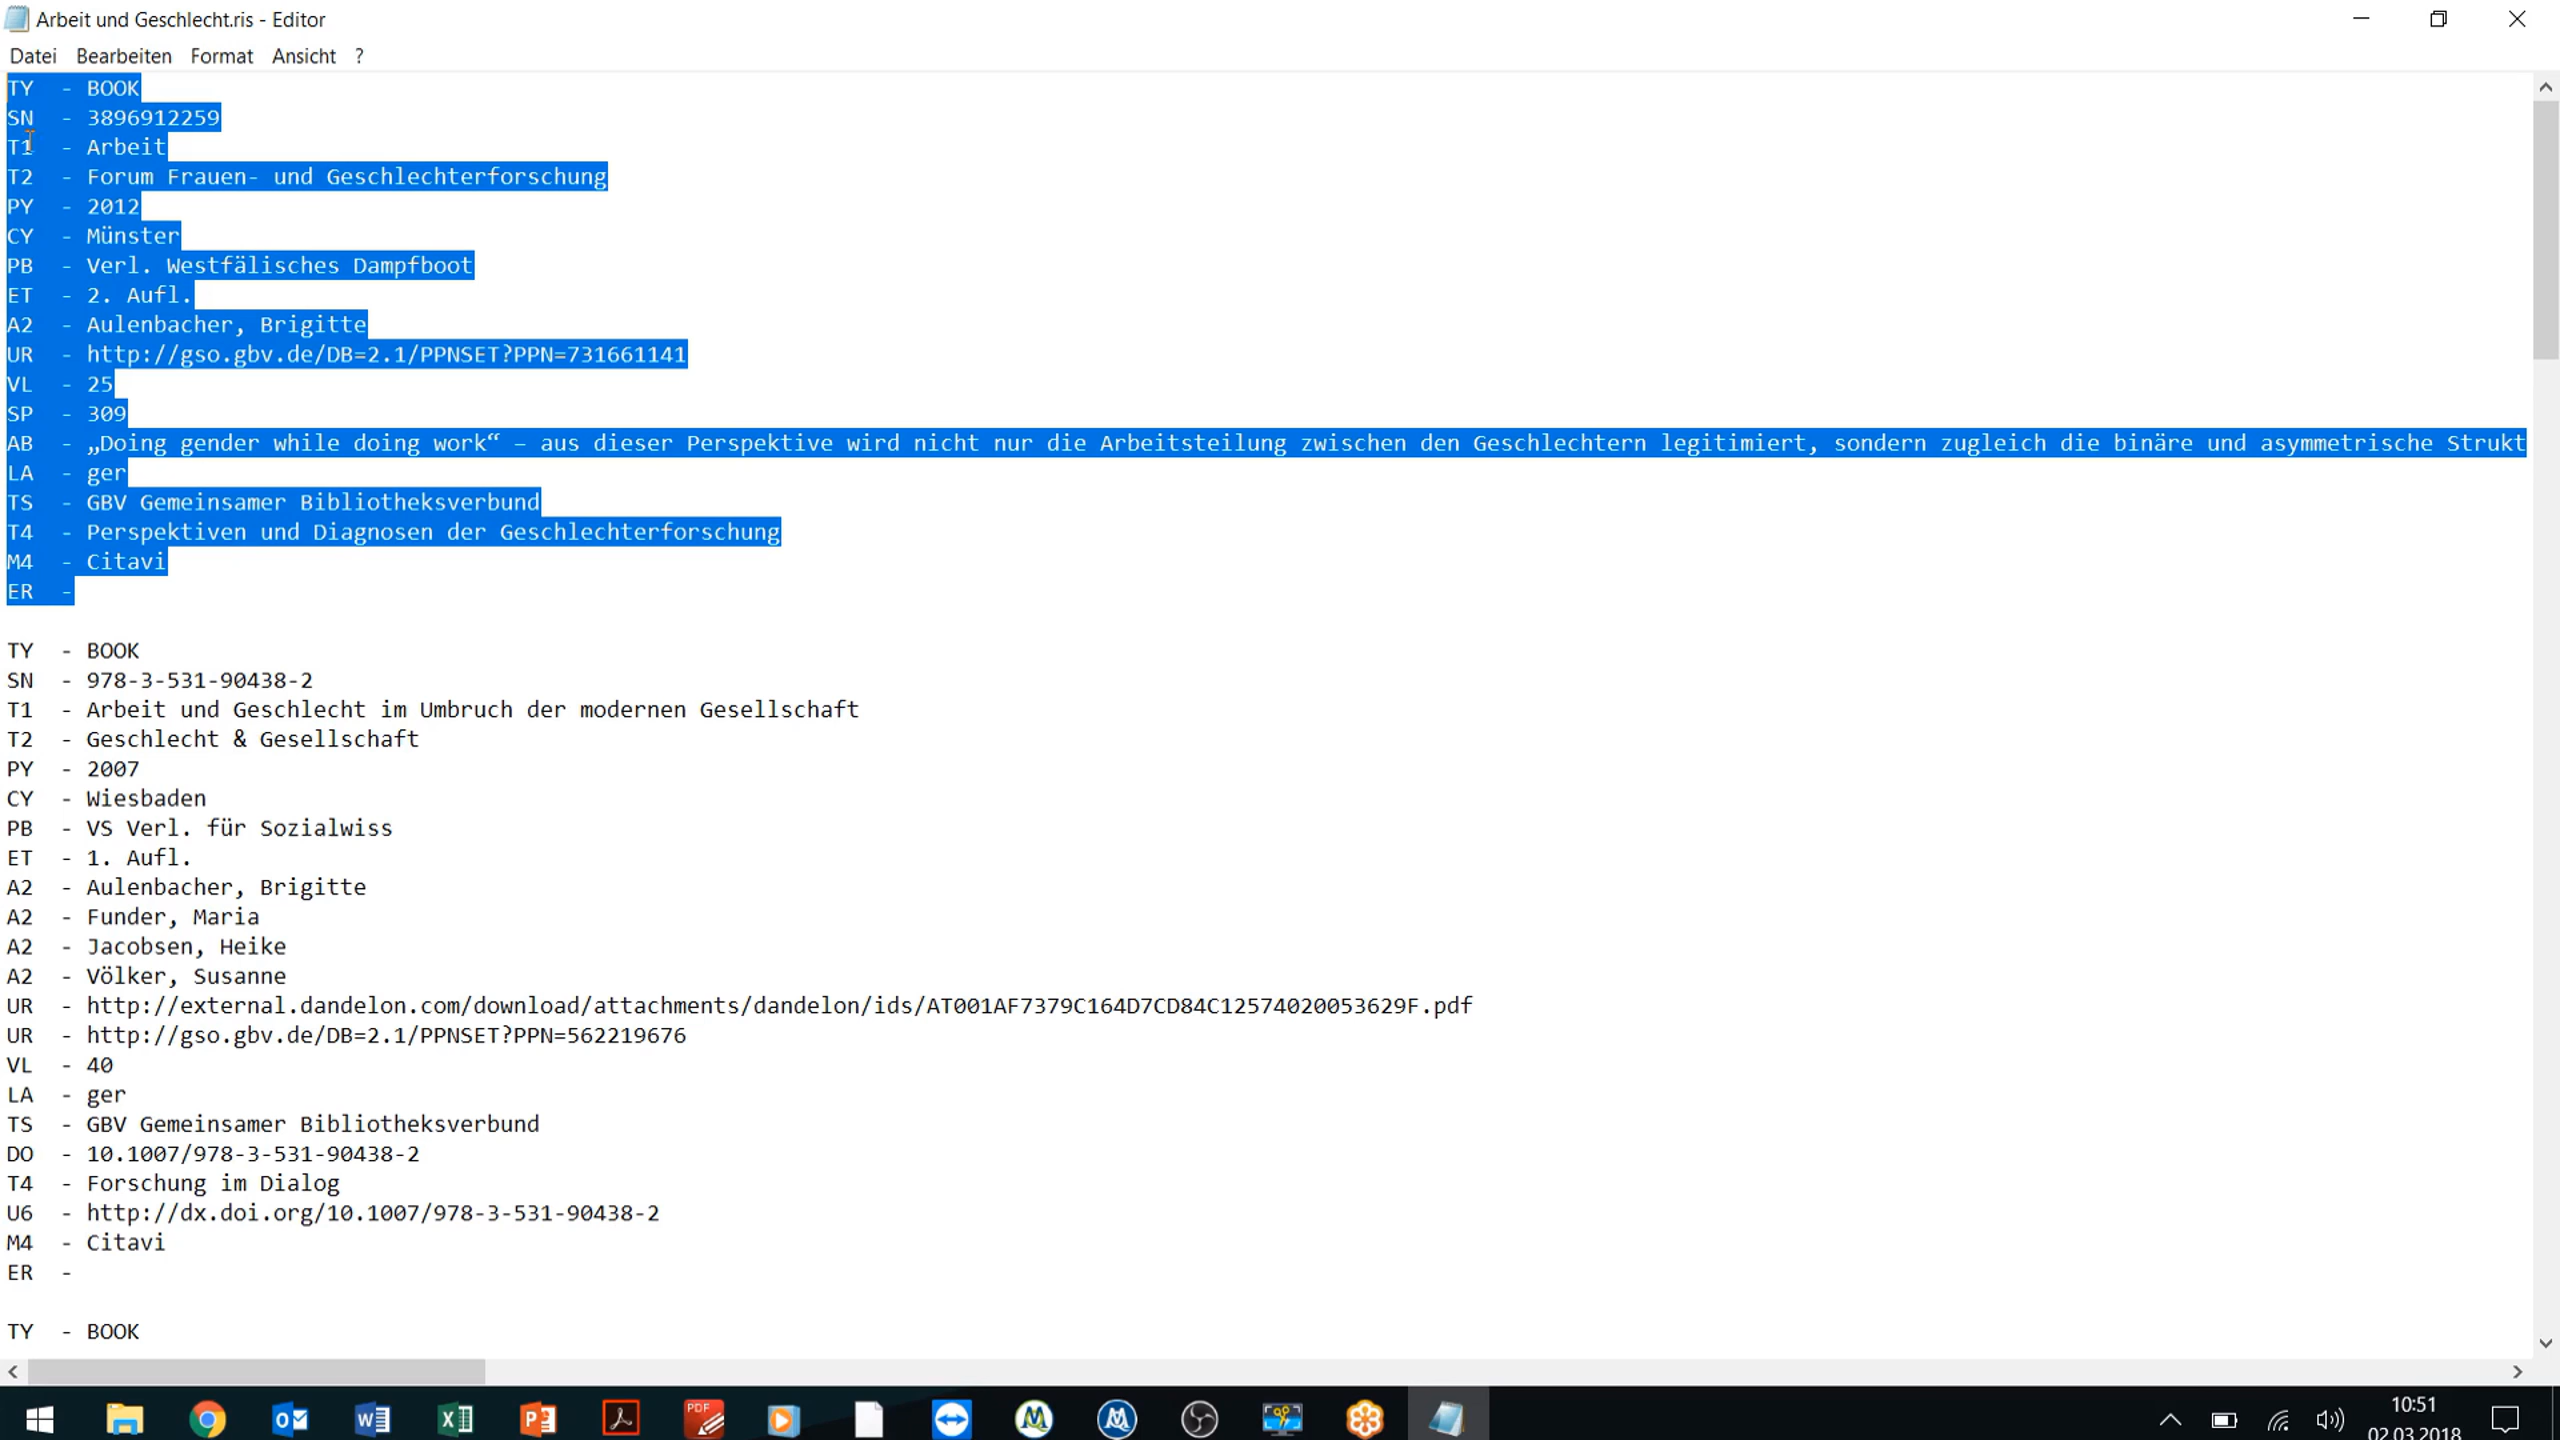 Arbeit und Geschlecht.ris - Editor
Datei Bearbeiten Format Ansicht ?
TY - BOOK
SN - 3896912259
T1 - Arbeit
T2 - Forum Frauen- und Geschlechterforschung
PY - 2012
CY - Münster
PB - Verl. Westfälisches Dampfboot
ET - 2. Aufl.
A2 - Aulenbacher, Brigitte
UR - http://gso.gbv.de/DB=2.1/PPNSET?PPN=731661141
VL - 25
SP - 309
AB - „Doing gender while doing work“ – aus dieser Perspektive wird nicht nur die Arbeitsteilung zwischen den Geschlechtern legitimiert, sondern zugleich die binäre und asymmetrische Strukt
LA - ger
TS - GBV Gemeinsamer Bibliotheksverbund
T4 - Perspektiven und Diagnosen der Geschlechterforschung
M4 - Citavi
ER -
TY - BOOK
SN - 978-3-531-90438-2
T1 - Arbeit und Geschlecht im Umbruch der modernen Gesellschaft
T2 - Geschlecht & Gesellschaft
PY - 2007
CY - Wiesbaden
PB - VS Verl. für Sozialwiss
ET - 1. Aufl.
A2 - Aulenbacher, Brigitte
A2 - Funder, Maria
A2 - Jacobsen, Heike
A2 - Völker, Susanne
UR - http://external.dandelon.com/download/attachments/dandelon/ids/AT001AF7379C164D7CD84C12574020053629F.pdf
UR - http://gso.gbv.de/DB=2.1/PPNSET?PPN=562219676
VL - 40
LA - ger
TS - GBV Gemeinsamer Bibliotheksverbund
DO - 10.1007/978-3-531-90438-2
T4 - Forschung im Dialog
U6 - http://dx.doi.org/10.1007/978-3-531-90438-2
M4 - Citavi
ER -
TY - BOOK
PDF
10:51
02.03.2018